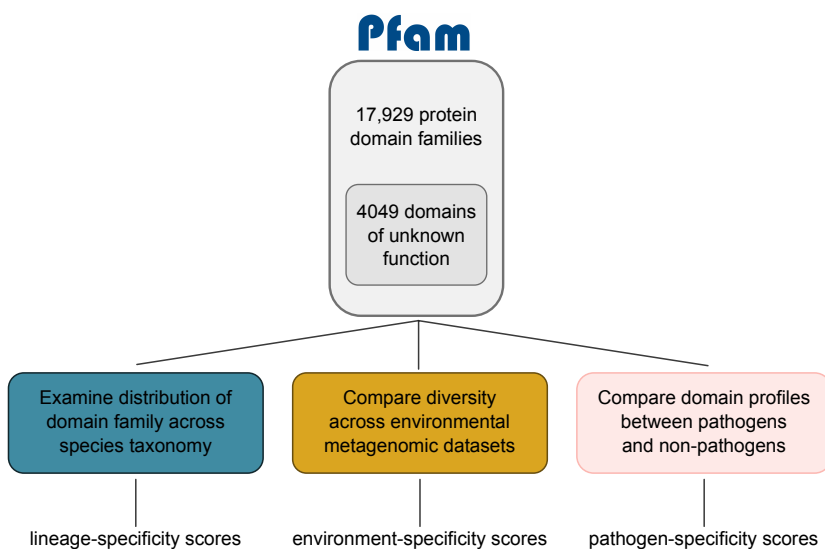 Pfam
17,929 protein
domain families
4049 domains
of unknown
function
Examine distribution of
domain family across
species taxonomy
Compare diversity
across environmental
metagenomic datasets
Compare domain profiles
between pathogens
and non-pathogens
lineage-specificity scores
environment-specificity scores
pathogen-specificity scores